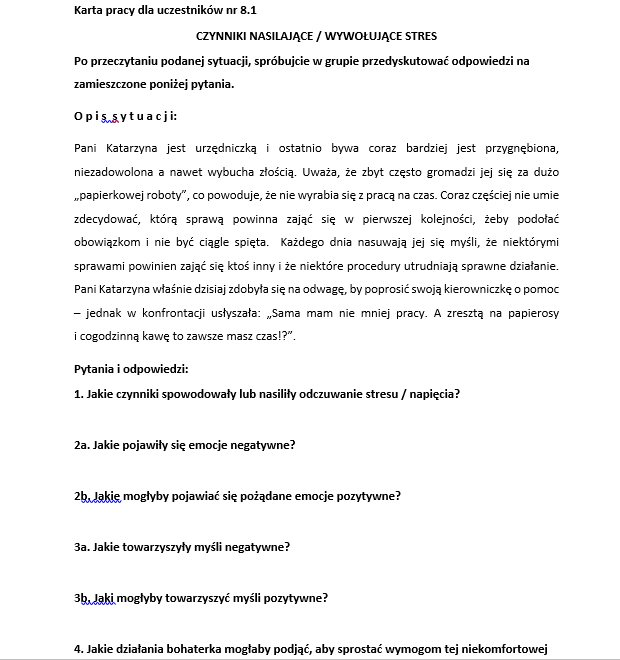 Karta pracy dla uczestników nr 8.1
CZYNNIKI NASILAJĄCE / WYWOŁUJĄCE STRES
Po przeczytaniu podanej sytuacji, spróbujcie w grupie przedyskutować odpowiedzi na
zamieszczone poniżej pytania.
O p i s s y t u a c j i:
Pani Katarzyna jest urzędniczką i ostatnio bywa coraz bardziej jest przygnębiona,
niezadowolona a nawet wybucha złością. Uważa, że zbyt często gromadzi jej się za dużo
„papierkowej roboty”, co powoduje, że nie wyrabia się z pracą na czas. Coraz częściej nie umie
zdecydować, którą sprawą powinna zająć się w pierwszej kolejności, żeby podołać
obowiązkom i nie być ciągle spięta. Każdego dnia nasuwają jej się myśli, że niektórymi
sprawami powinien zająć się ktoś inny i że niektóre procedury utrudniają sprawne działanie.
Pani Katarzyna właśnie dzisiaj zdobyła się na odwagę, by poprosić swoją kierowniczkę o pomoc
– jednak w konfrontacji usłyszała: „Sama mam nie mniej pracy. A zresztą na papierosy
i cogodzinną kawę to zawsze masz czas!?”.
Pytania i odpowiedzi:
1. Jakie czynniki spowodowały lub nasiliły odczuwanie stresu / napięcia?
2a. Jakie pojawiły się emocje negatywne?
2b. Jakie mogłyby pojawiać się pożądane emocje pozytywne?
3a. Jakie towarzyszyły myśli negatywne?
3b. Jaki mogłyby towarzyszyć myśli pozytywne?
4. Jakie działania bohaterka mogłaby podjąć, aby sprostać wymogom tej niekomfortowej